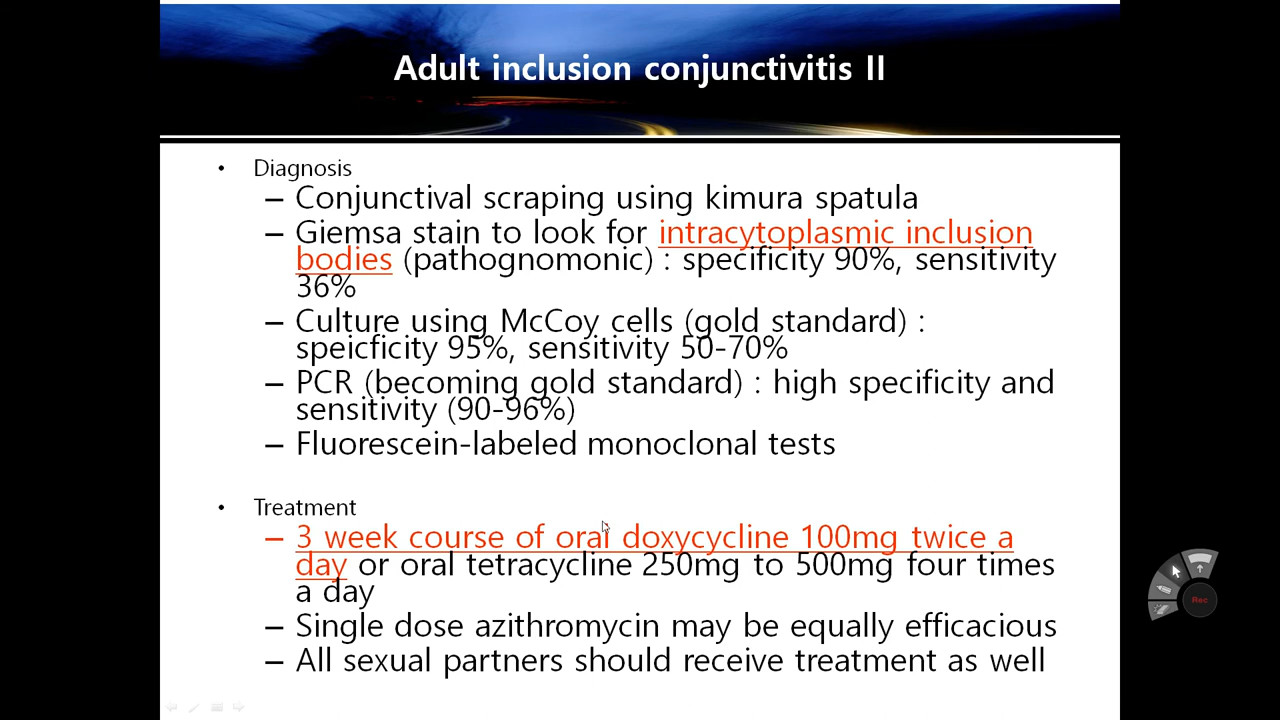 Adult inclusion conjunctivitis II
• Diagnosis
– Conjunctival scraping using kimura spatula
– Giemsa stain to look for intracytoplasmic inclusion
bodies (pathognomonic) : specificity 90%, sensitivity
36%
– Culture using McCoy cells (gold standard) :
speicficity 95%, sensitivity 50-70%
– PCR (becoming gold standard) : high specificity and
sensitivity (90-96%)
– Fluorescein-labeled monoclonal tests
• Treatment
– 3 week course of oral doxycycline 100mg twice a
day or oral tetracycline 250mg to 500mg four times
a day
– Single dose azithromycin may be equally efficacious
– All sexual partners should receive treatment as well
Rec